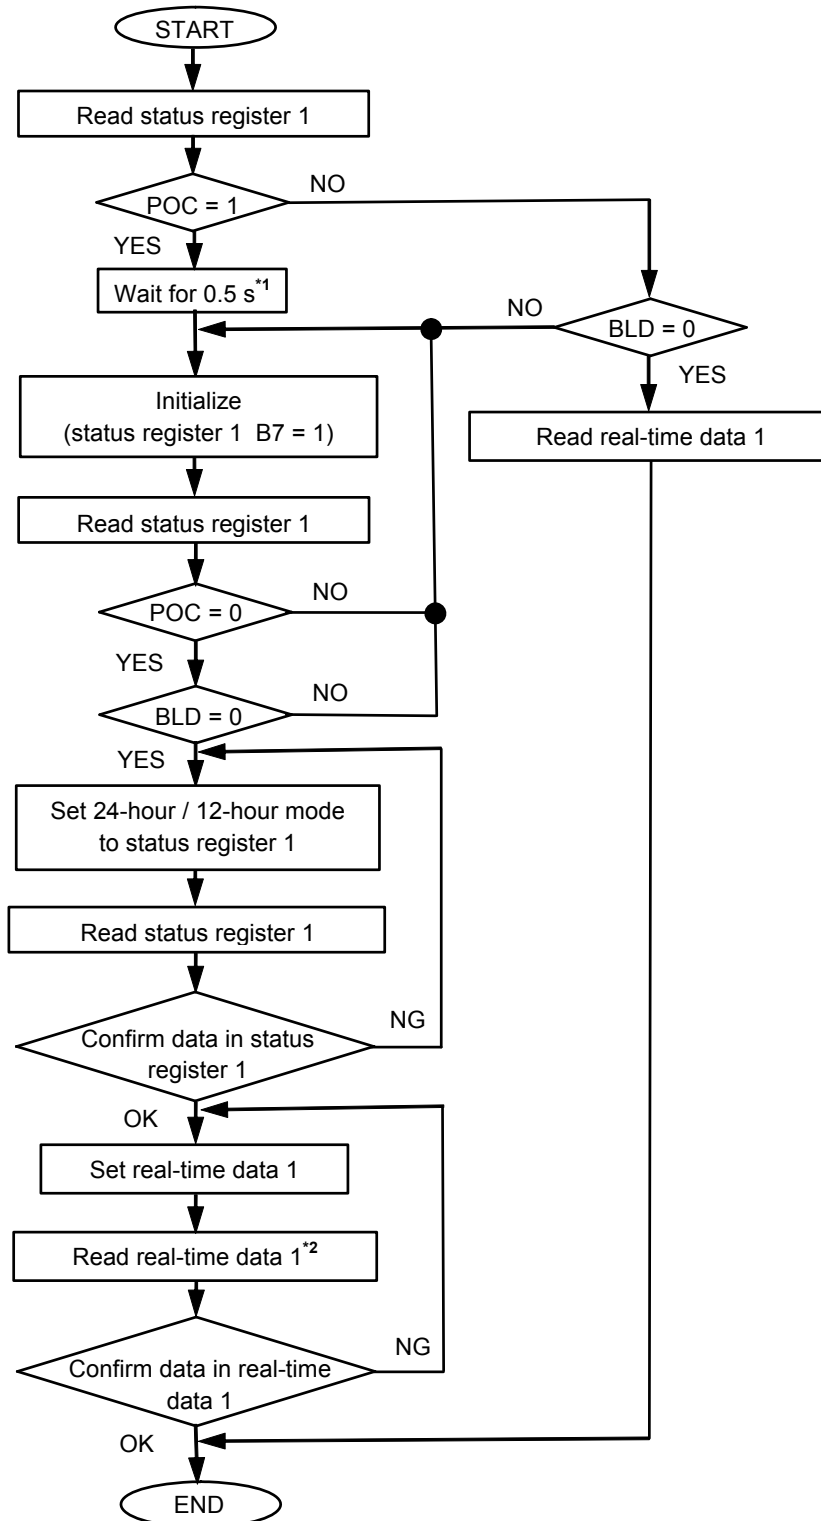 START
Read status register 1
NO
POC = 1
YES
Wait for 0.5 s*1
NO
BLD = 0
YES
Initialize
(status register 1  B7 = 1)
Read real-time data 1
Read status register 1
NO
POC = 0
YES
NO
BLD = 0
YES
Set 24-hour / 12-hour mode
to status register 1
Read status register 1
NG
Confirm data in status
register 1
OK
Set real-time data 1
Read real-time data 1*2
NG
Confirm data in real-time
data 1
OK
END